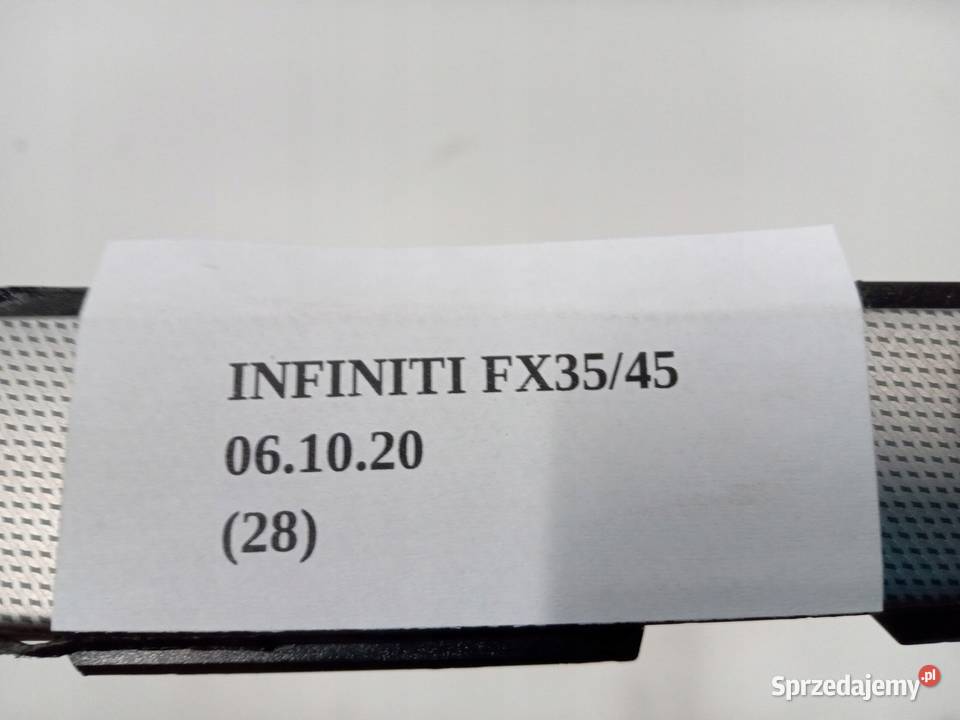 INFINITI FX35/45
06.10.20
(28)
Sprzedajemy.pl